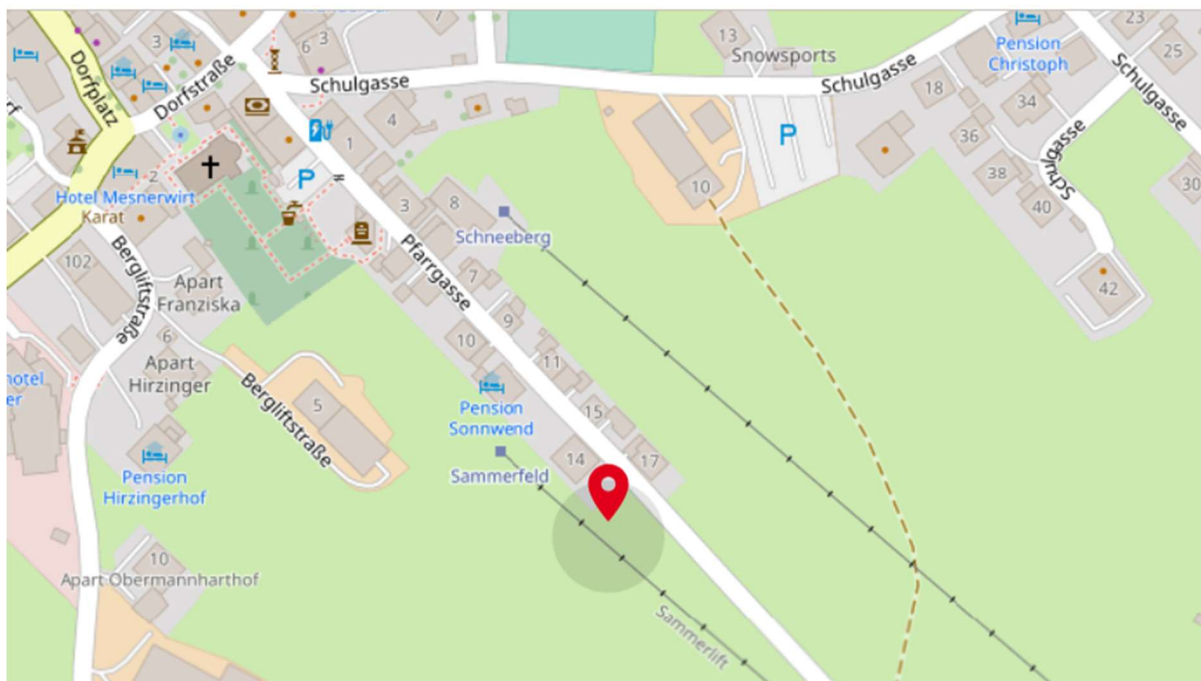 3
6
3
7
13
Snowsports
Pension
Christoph
23
25
Dorfplatz
Dorfstraße
Schulgasse
Schulgasse
Schulgasse
18
34
36
38
40
Schulgasse
30
42
4
1
2
Hotel Mesnerwirt
Karat
P
P
10
3
8
Schneeberg
Pfarrgasse
102
Bergliftstraße
Apart
Franziska
7
9
10
11
6
Apart
Hirzinger
hotel
er
5
Bergliftstraße
Pension
Sonnwend
15
14
17
Sammerfeld
Pension
Hirzingerhof
10
Apart Obermannharthof
Sammerlift